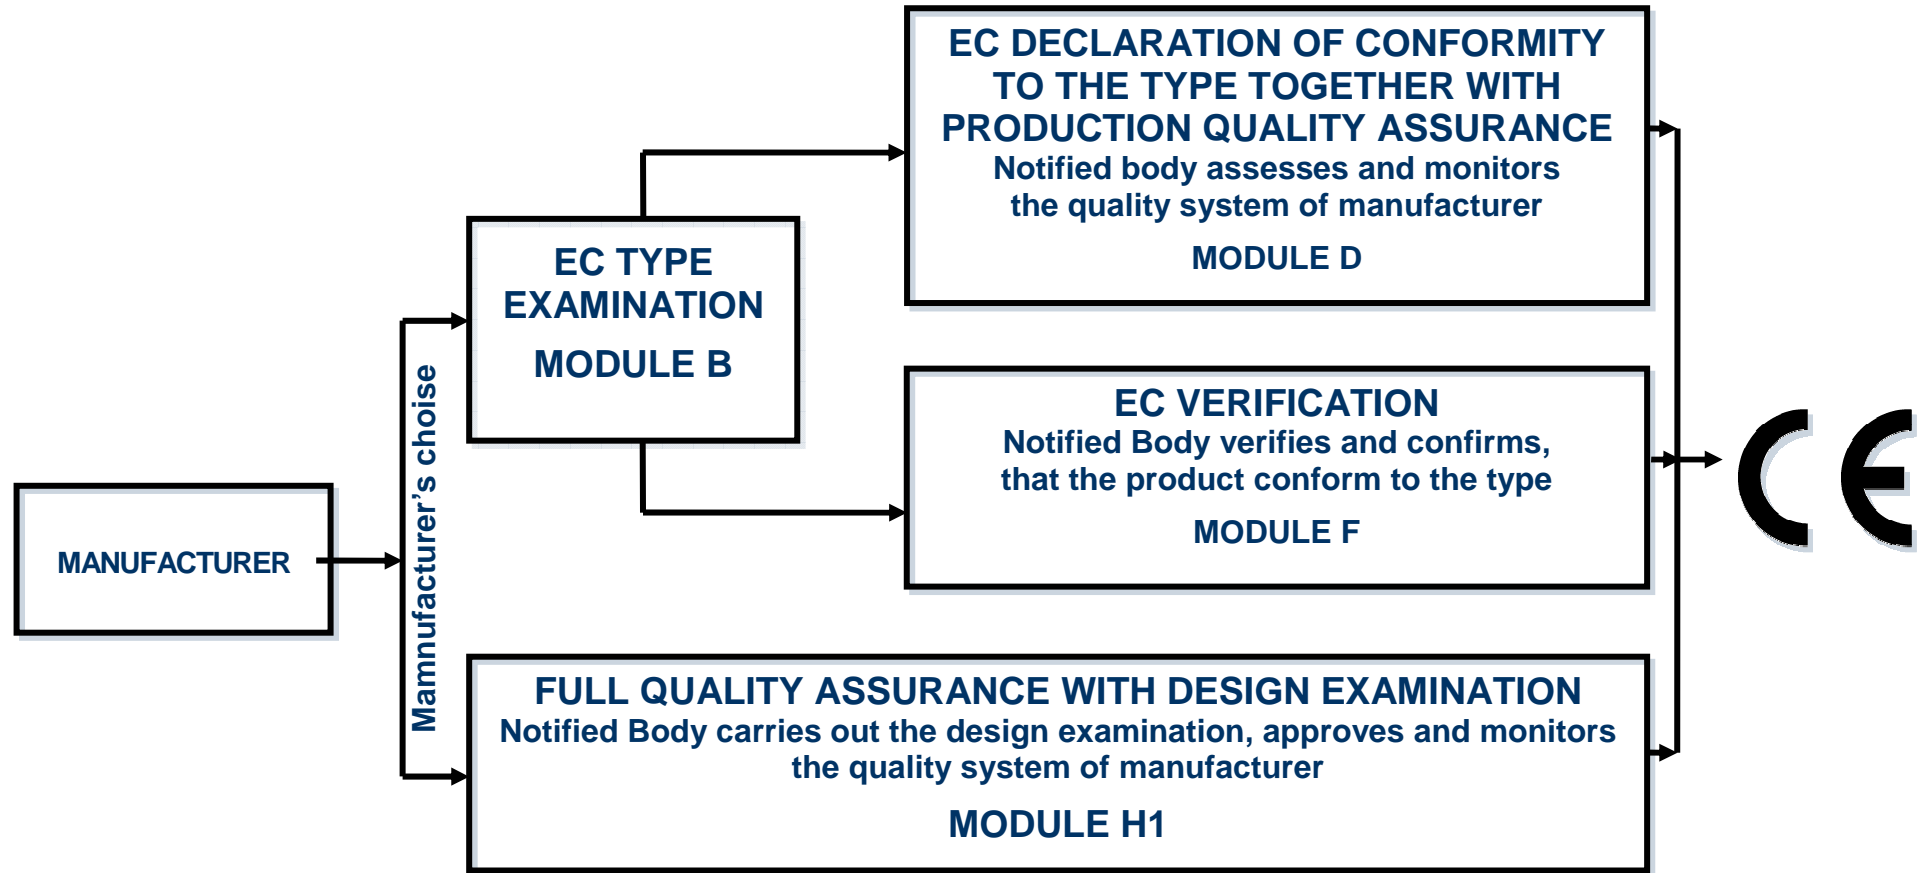 MANUFACTURER
Mamnufacturer's choise
EC TYPE
EXAMINATION
MODULE B
EC DECLARATION OF CONFORMITY
TO THE TYPE TOGETHER WITH
PRODUCTION QUALITY ASSURANCE
Notified body assesses and monitors
the quality system of manufacturer
MODULE D
EC VERIFICATION
Notified Body verifies and confirms,
that the product conform to the type
MODULE F
FULL QUALITY ASSURANCE WITH DESIGN EXAMINATION
Notified Body carries out the design examination, approves and monitors
the quality system of manufacturer
MODULE H1
CE